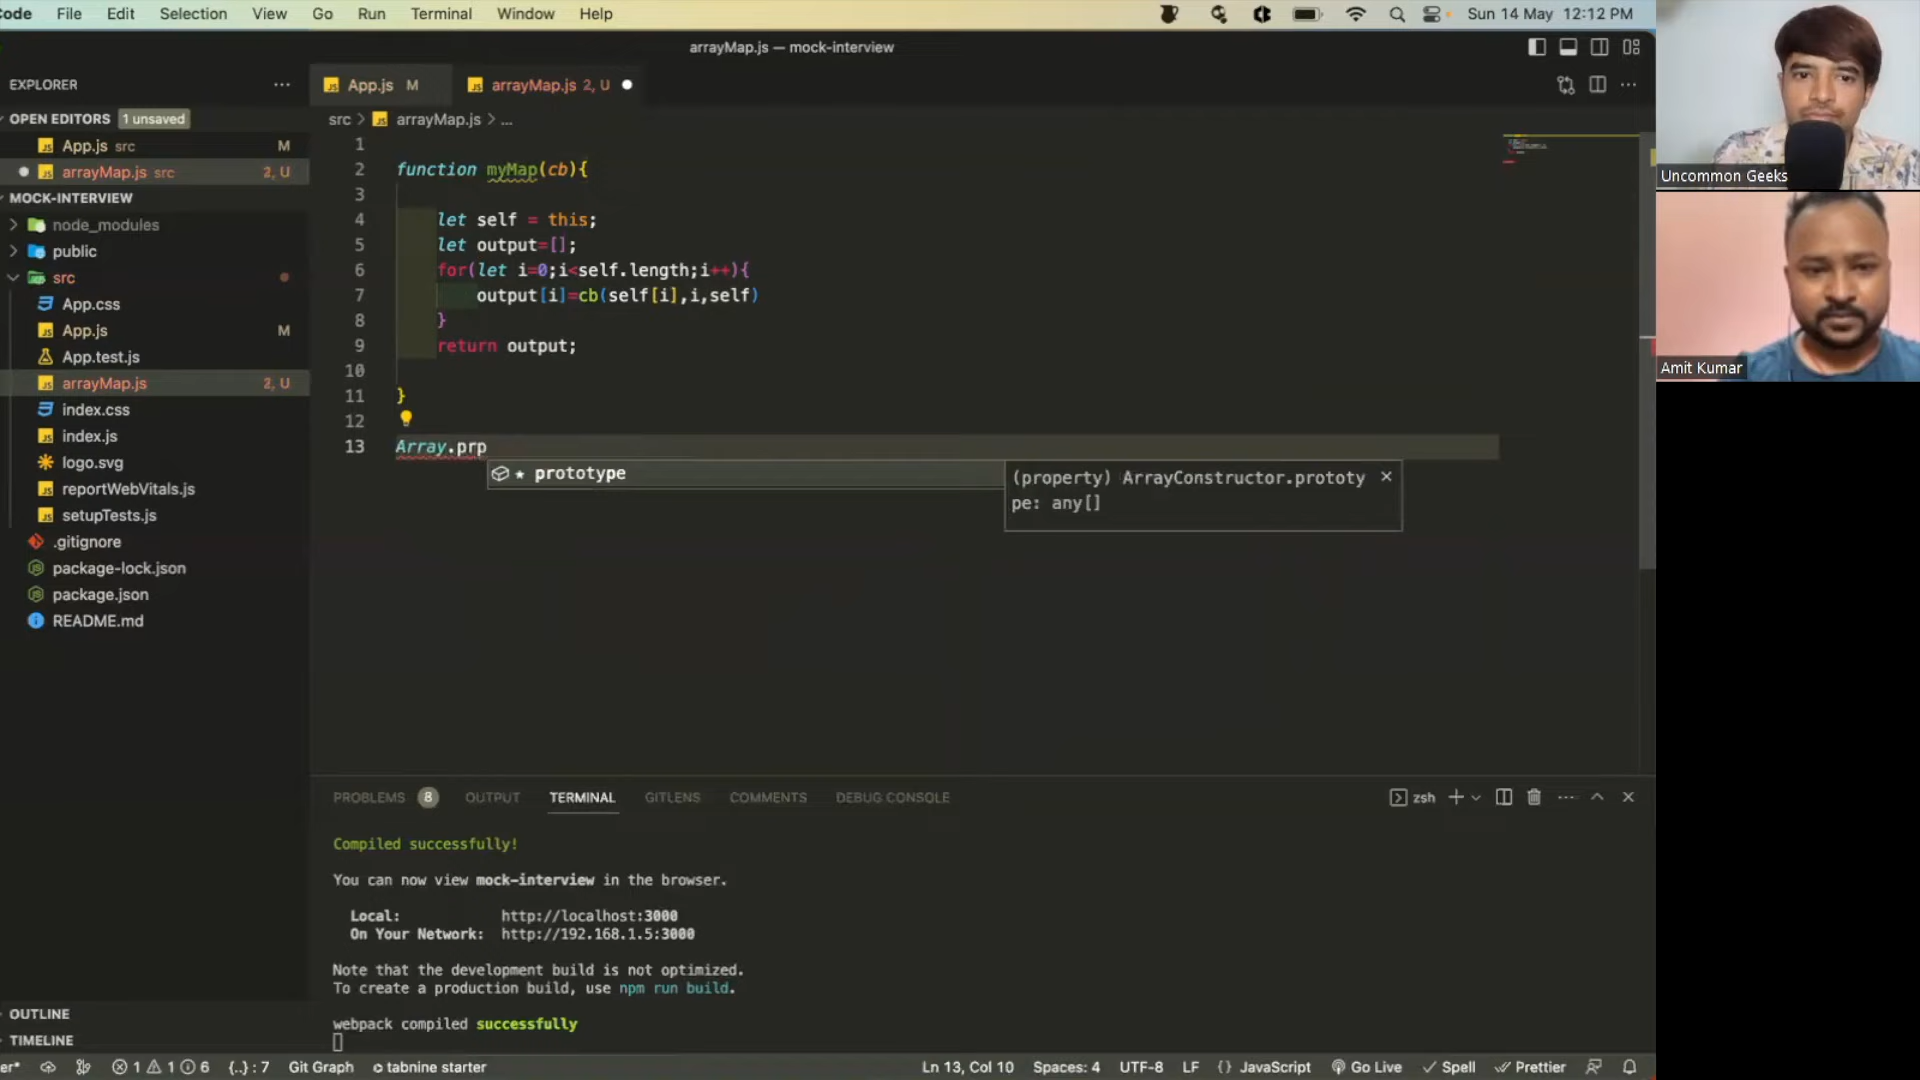 Code File Edit Selection View Go Run Terminal Window Help
Sun 14 May 12:12 PM
arrayMap.js — mock-interview
EXPLORER
App.js M
arrayMap.js 2, U
OPEN EDITORS 1 unsaved
App.js src M
arrayMap.js src 2, U
MOCK-INTERVIEW
node_modules
public
src
App.css
App.js M
App.test.js
arrayMap.js 2, U
index.css
index.js
logo.svg
reportWebVitals.js
setupTests.js
.gitignore
package-lock.json
package.json
README.md
OUTLINE
TIMELINE
src > arrayMap.js > ...
1
2 function myMap(cb){
3
4 let self = this;
5 let output=[];
6 for(let i=0;i<self.length;i++){
7 output[i]=cb(self[i],i,self)
8 }
9 return output;
10
11 }
12
13 Array.prp
prototype
(property) ArrayConstructor.prototy
pe: any[]
PROBLEMS 8 OUTPUT TERMINAL GITLENS COMMENTS DEBUG CONSOLE
zsh
Compiled successfully!
You can now view mock-interview in the browser.
Local: http://localhost:3000
On Your Network: http://192.168.1.5:3000
Note that the development build is not optimized.
To create a production build, use npm run build.
webpack compiled successfully
er* 1 1 6 {..} : 7 Git Graph tabnine starter
Ln 13, Col 10 Spaces: 4 UTF-8 LF {} JavaScript Go Live Spell Prettier
Uncommon Geeks
Amit Kumar